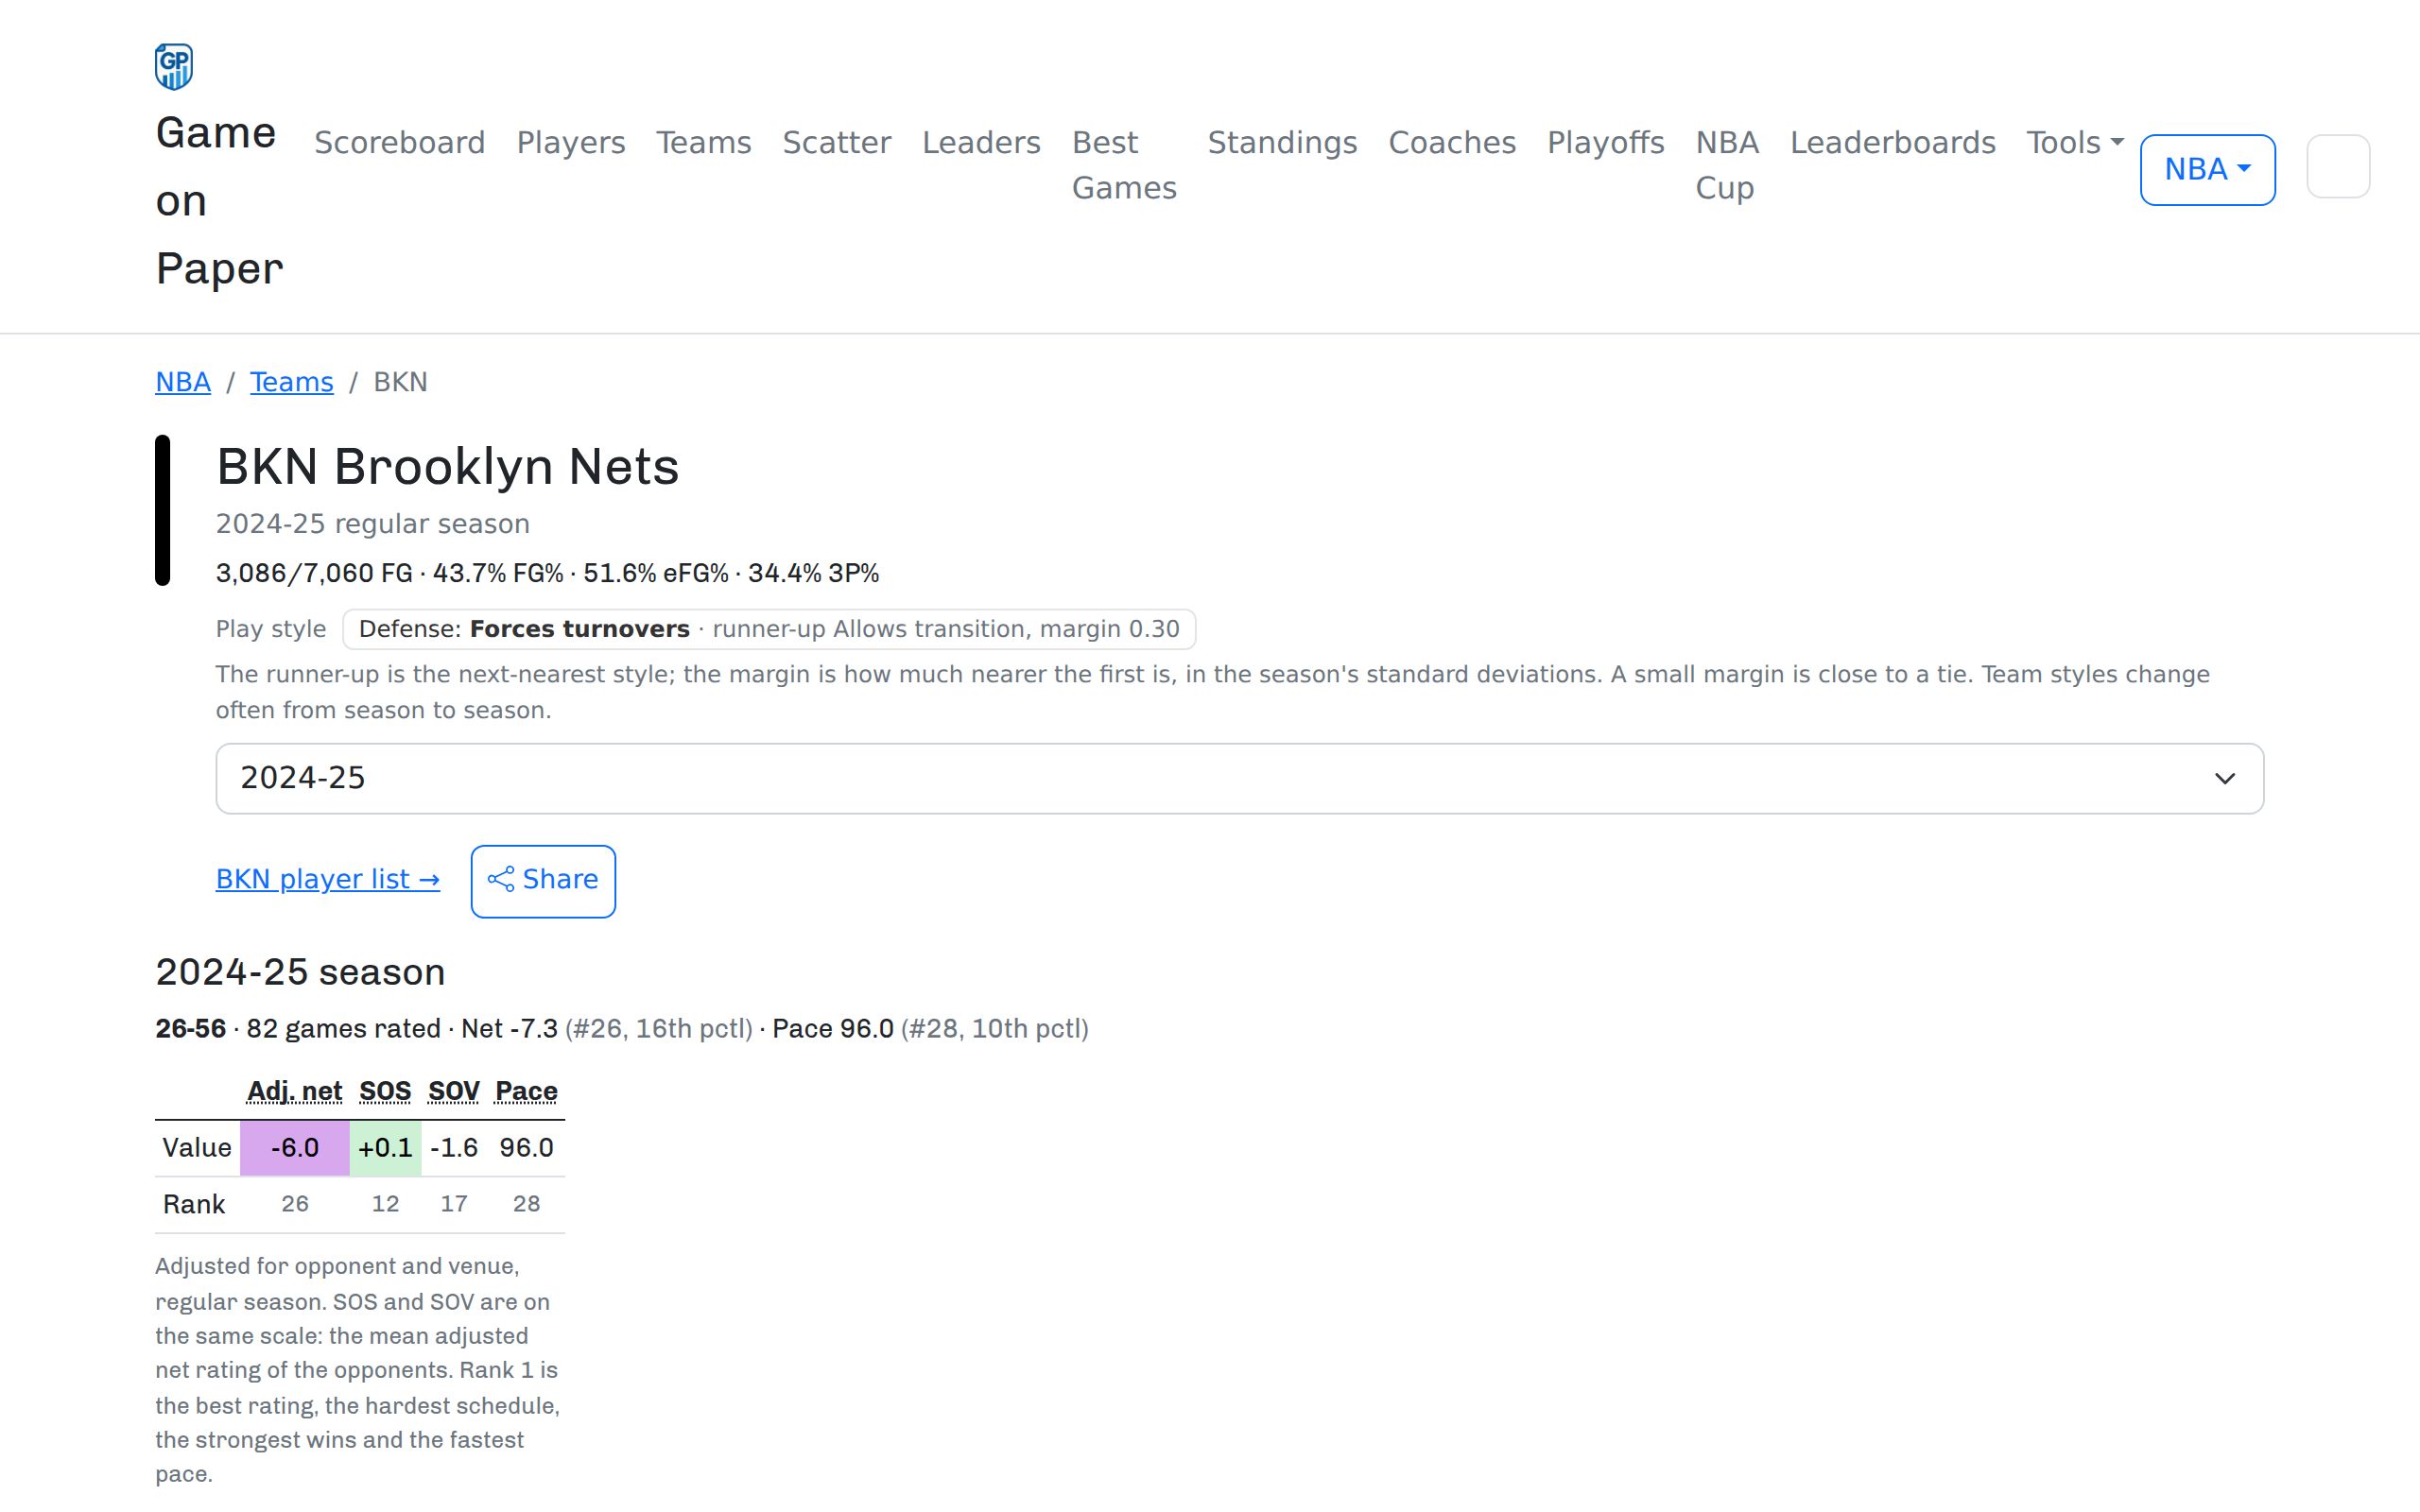 GP
Game
on
Paper
Scoreboard Players Teams Scatter Leaders Best Games Standings Coaches Playoffs NBA Cup Leaderboards Tools NBA
NBA / Teams / BKN
BKN Brooklyn Nets
2024-25 regular season
3,086/7,060 FG · 43.7% FG% · 51.6% eFG% · 34.4% 3P%
Play style Defense: Forces turnovers · runner-up Allows transition, margin 0.30
The runner-up is the next-nearest style; the margin is how much nearer the first is, in the season's standard deviations. A small margin is close to a tie. Team styles change
often from season to season.
2024-25
BKN player list → Share
2024-25 season
26-56 · 82 games rated · Net -7.3 (#26, 16th pctl) · Pace 96.0 (#28, 10th pctl)
Adj. net SOS SOV Pace
Value -6.0 +0.1 -1.6 96.0
Rank 26 12 17 28
Adjusted for opponent and venue,
regular season. SOS and SOV are on
the same scale: the mean adjusted
net rating of the opponents. Rank 1 is
the best rating, the hardest schedule,
the strongest wins and the fastest
pace.